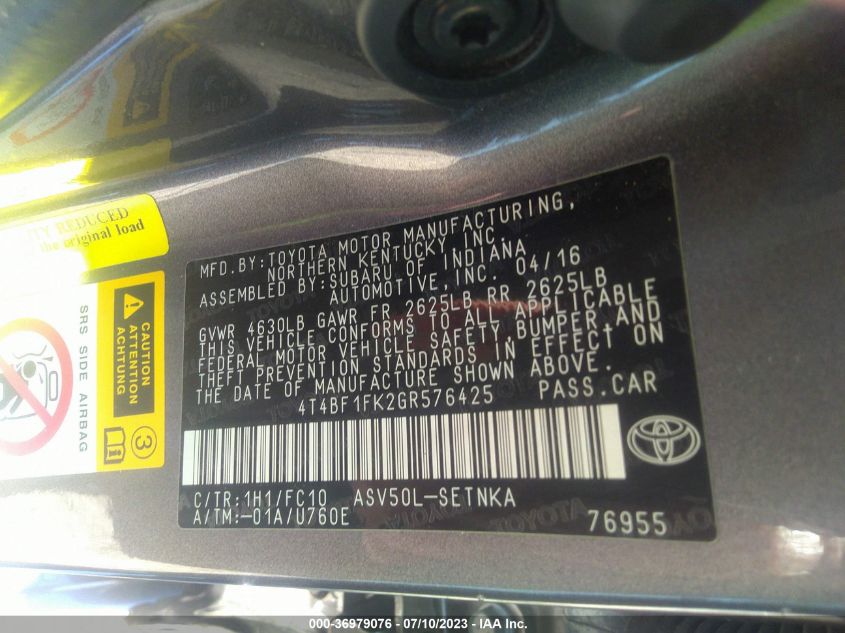 TY REDUCED
the original load
SRS SIDE AIRBAG
3
MFD.BY:TOYOTA MOTOR MANUFACTURING,
NORTHERN KENTUCKY, INC.
ASSEMBLED BY:SUBARU OF INDIANA
AUTOMOTIVE,INC. 04/16
GVWR 4630LB GAWR FR 2625LB RR 2625LB
THIS VEHICLE CONFORMS TO ALL APPLICABLE
FEDERAL MOTOR VEHICLE SAFETY,BUMPER,AND
THEFT PREVENTION STANDARDS IN EFFECT ON
THE DATE OF MANUFACTURE SHOWN ABOVE.
4T4BF1FK2GR576425 PASS.CAR
C/TR:1H1/FC10 ASV50L-SETNKA
A/TM:-01A/U760E
76955
000-36979076 / 07/10/2023 / IAA Inc.